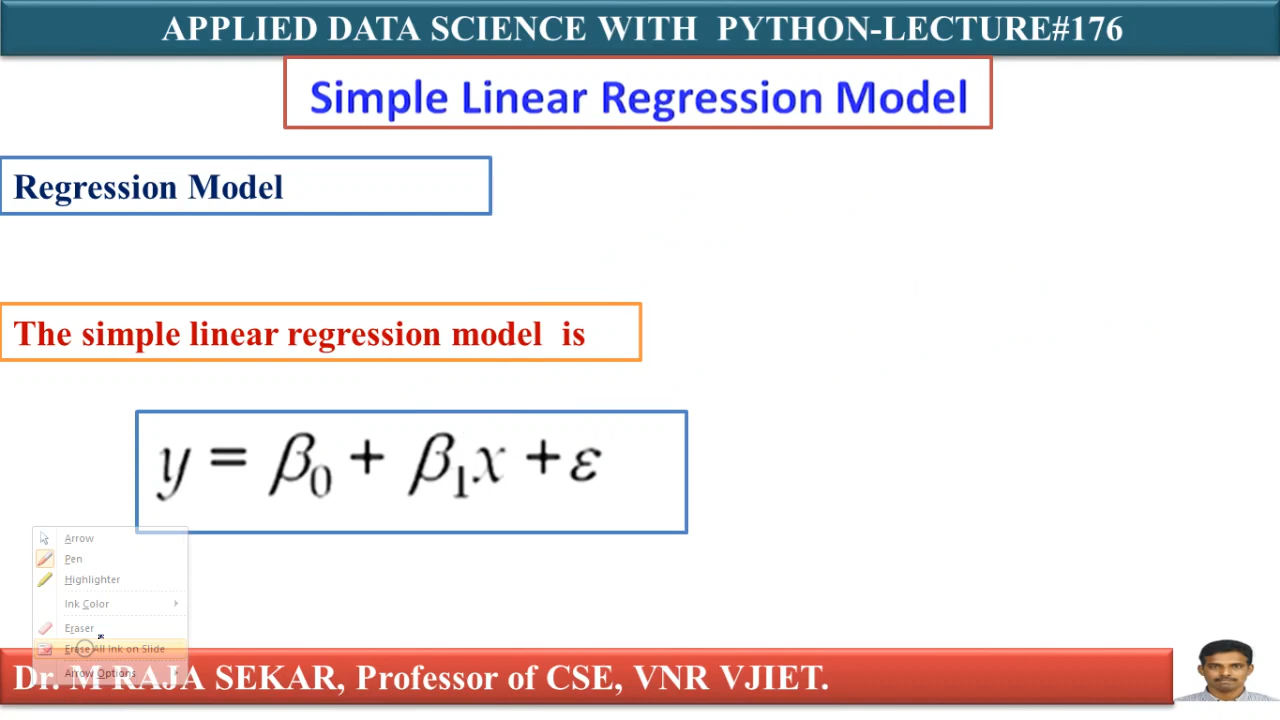 APPLIED DATA SCIENCE WITH PYTHON-LECTURE#176
Simple Linear Regression Model
Regression Model
The simple linear regression model is
y = β₀ + β₁x + ε
Arrow
Pen
Highlighter
Ink Color
Eraser
Erase All Ink on Slide
Arrow Options
Dr. M RAJA SEKAR, Professor of CSE, VNR VJIET.